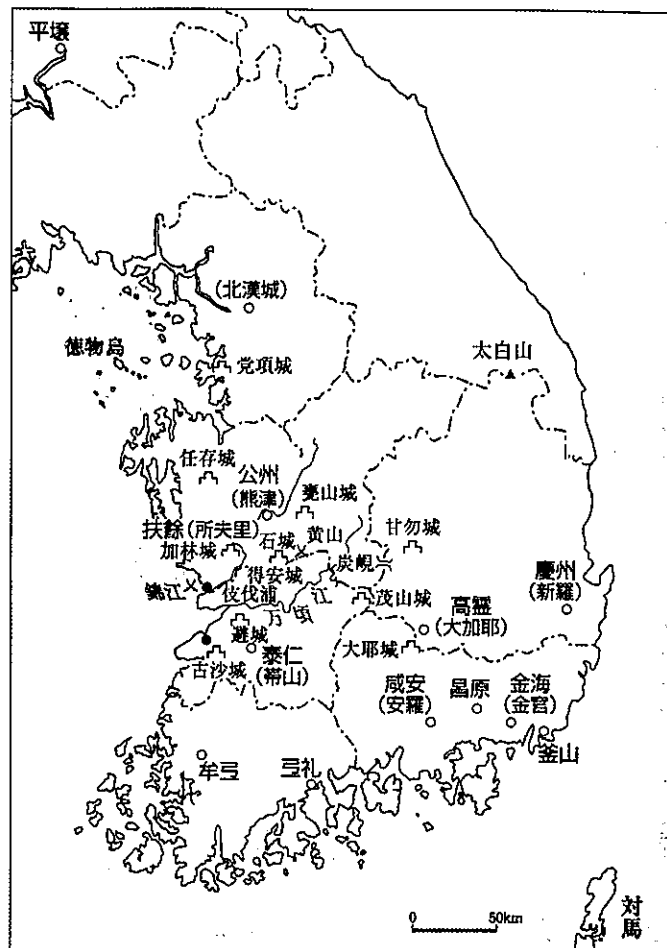 平壌
(北漢城)
徳物島
党項城
太白山
任存城
公州
(熊津)
甕山城
扶餘(所夫里)
石城
黄山
甘勿城
加林城
炭峴
得安城
錦江
伎伐浦
万頃江
茂山城
慶州
(新羅)
高霊
(大加耶)
避城
泰仁
(帯山)
大耶城
古沙城
咸安
(安羅)
昌原
金海
(金官)
釜山
牟弖
弖礼
対馬
0 50km